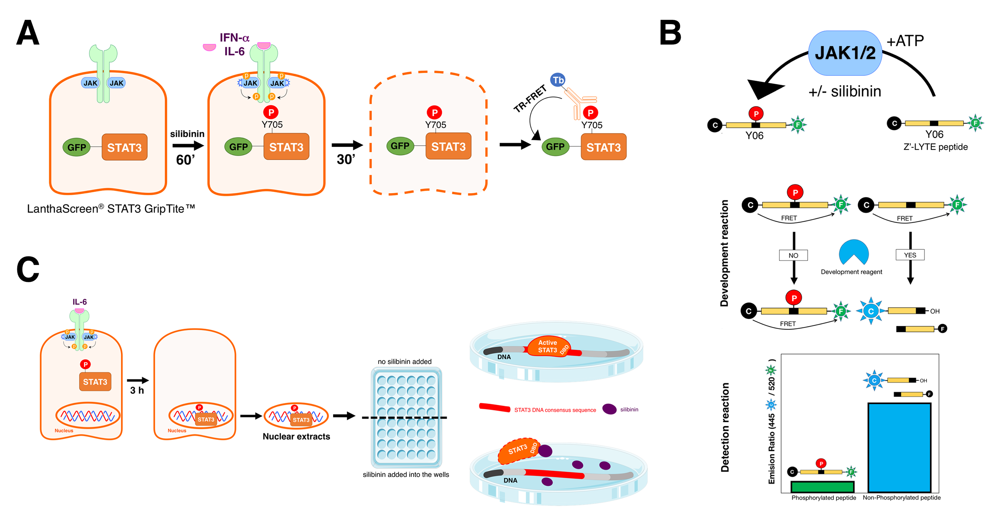 A
IFN-α
IL-6
JAK
JAK
p
p
JAK
JAK
p
p
P
Y705
GFP
STAT3
silibinin
60’
GFP
STAT3
30’
P
Y705
GFP
STAT3
Tb
TR-FRET
P
Y705
GFP
STAT3
LanthaScreen® STAT3 GripTite™
B
JAK1/2
+ATP
+/- silibinin
P
C
F
Y06
C
F
Y06
Z’-LYTE peptide
Development reaction
P
C
F
FRET
C
F
FRET
NO
YES
Development reagent
P
C
F
FRET
C
OH
F
Detection reaction
Emision Ratio (445 C / 520 F )
C
OH
F
P
C
F
Phosphorylated peptide
Non-Phosphorylated peptide
C
IL-6
p
p
JAK
JAK
p
p
P
STAT3
Nucleus
3 h
P
STAT3
Nucleus
P
STAT3
Nuclear extracts
no silibinin added
silibinin added into the wells
Active
STAT3
DBD
DNA
STAT3 DNA consensus sequence
silibinin
STAT3
DBD
DNA